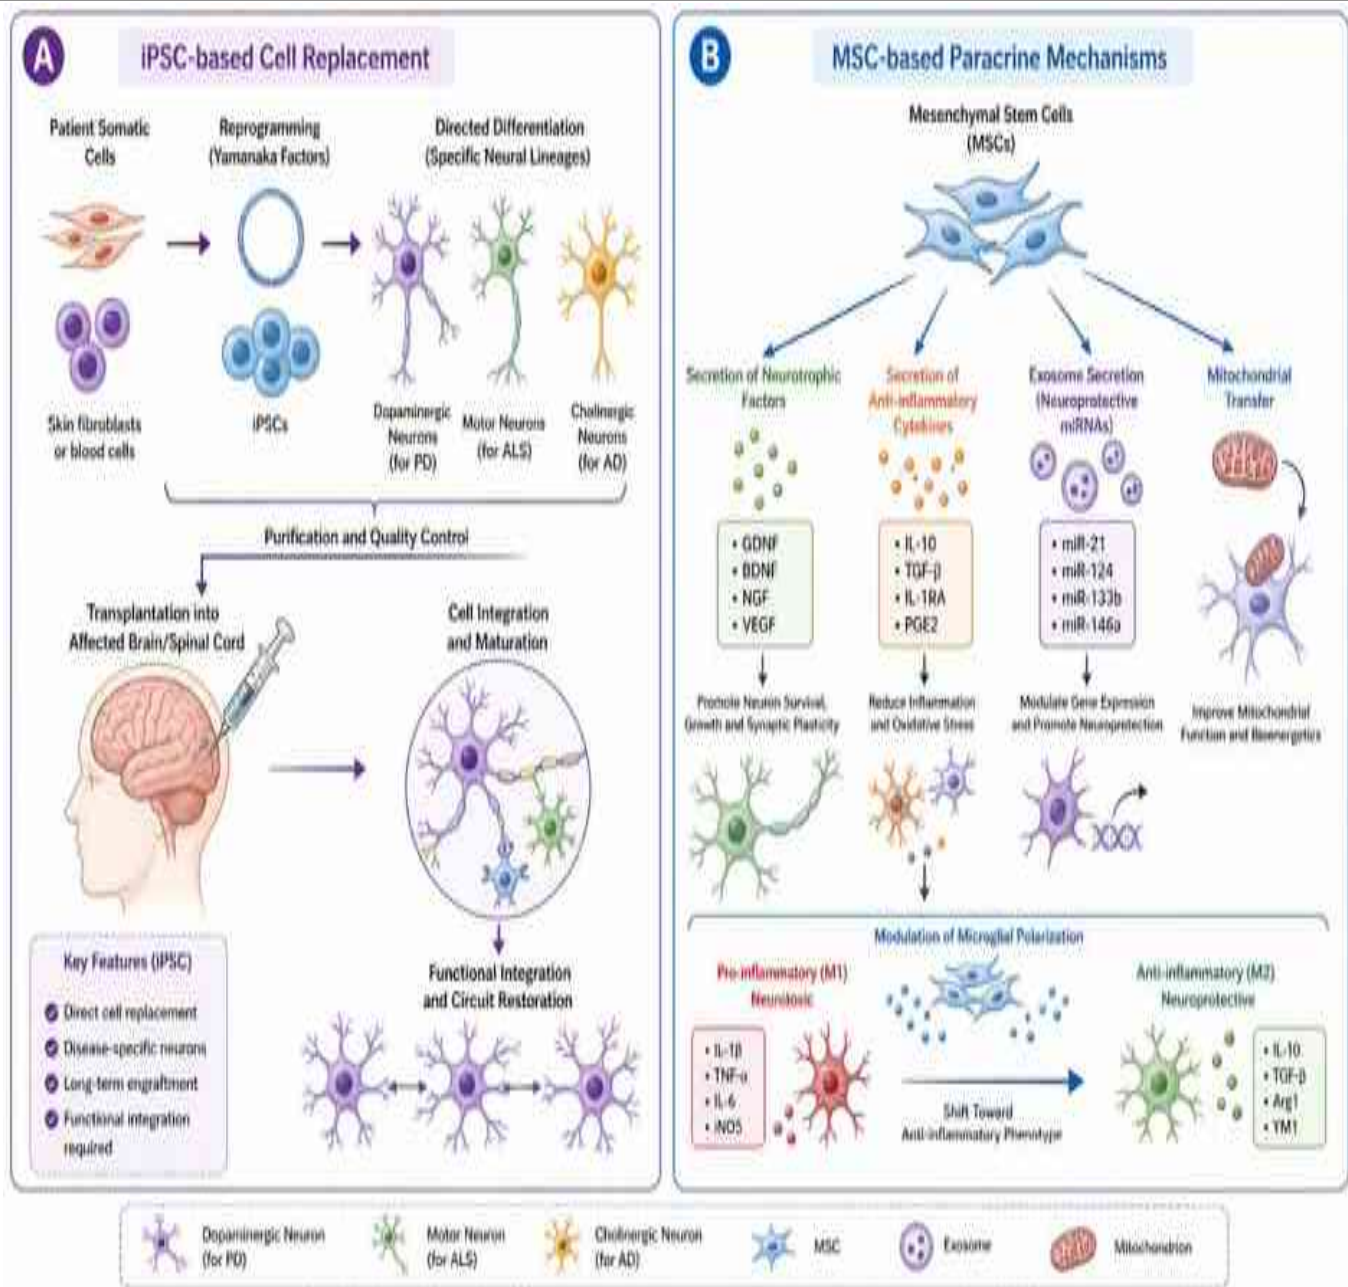 A
iPSC-based Cell Replacement
Patient Somatic
Cells
Reprogramming
(Yamanaka Factors)
Directed Differentiation
(Specific Neural Lineages)
Skin fibroblasts
or blood cells
iPSCs
Dopaminergic
Neurons
(for PD)
Motor Neurons
(for ALS)
Cholinergic
Neurons
(for AD)
Purification and Quality Control
Transplantation into
Affected Brain/Spinal Cord
Cell Integration
and Maturation
Functional Integration
and Circuit Restoration
Key Features (iPSC)
Direct cell replacement
Disease-specific neurons
Long-term engraftment
Functional integration
required
B
MSC-based Paracrine Mechanisms
Mesenchymal Stem Cells
(MSCs)
Secretion of Neurotrophic
Factors
Secretion of
Anti-inflammatory
Cytokines
Exosome Secretion
(Neuroprotective
miRNAs)
Mitochondrial
Transfer
• GDNF
• BDNF
• NGF
• VEGF
• IL-10
• TGF-β
• IL-1RA
• PGE2
• miR-21
• miR-124
• miR-133b
• miR-146a
Promote Neuron Survival,
Growth and Synaptic Plasticity
Reduce Inflammation
and Oxidative Stress
Modulate Gene Expression
and Promote Neuroprotection
Improve Mitochondrial
Function and Bioenergetics
Modulation of Microglial Polarization
Pro-inflammatory (M1)
Neurotoxic
• IL-1β
• TNF-α
• IL-6
• iNOS
Shift Toward
Anti-inflammatory Phenotype
Anti-inflammatory (M2)
Neuroprotective
• IL-10
• TGF-β
• Arg1
• YM1
Dopaminergic Neuron
(for PD)
Motor Neuron
(for ALS)
Cholinergic Neuron
(for AD)
MSC
Exosome
Mitochondrion